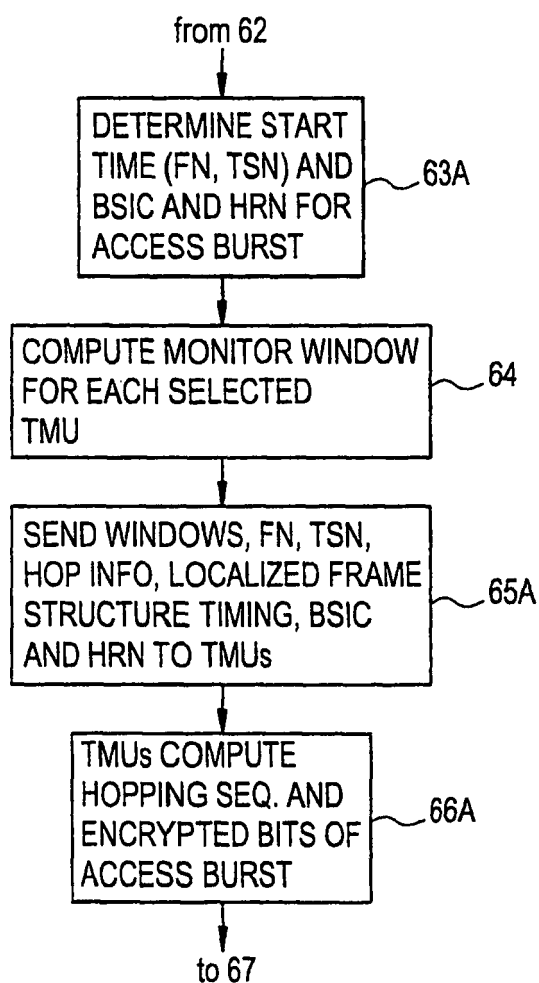 from 62
DETERMINE START
TIME (FN, TSN) AND
BSIC AND HRN FOR
ACCESS BURST
63A
COMPUTE MONITOR WINDOW
FOR EACH SELECTED
TMU
64
SEND WINDOWS, FN, TSN,
HOP INFO, LOCALIZED FRAME
STRUCTURE TIMING, BSIC
AND HRN TO TMUs
65A
TMUs COMPUTE
HOPPING SEQ. AND
ENCRYPTED BITS OF
ACCESS BURST
66A
to 67